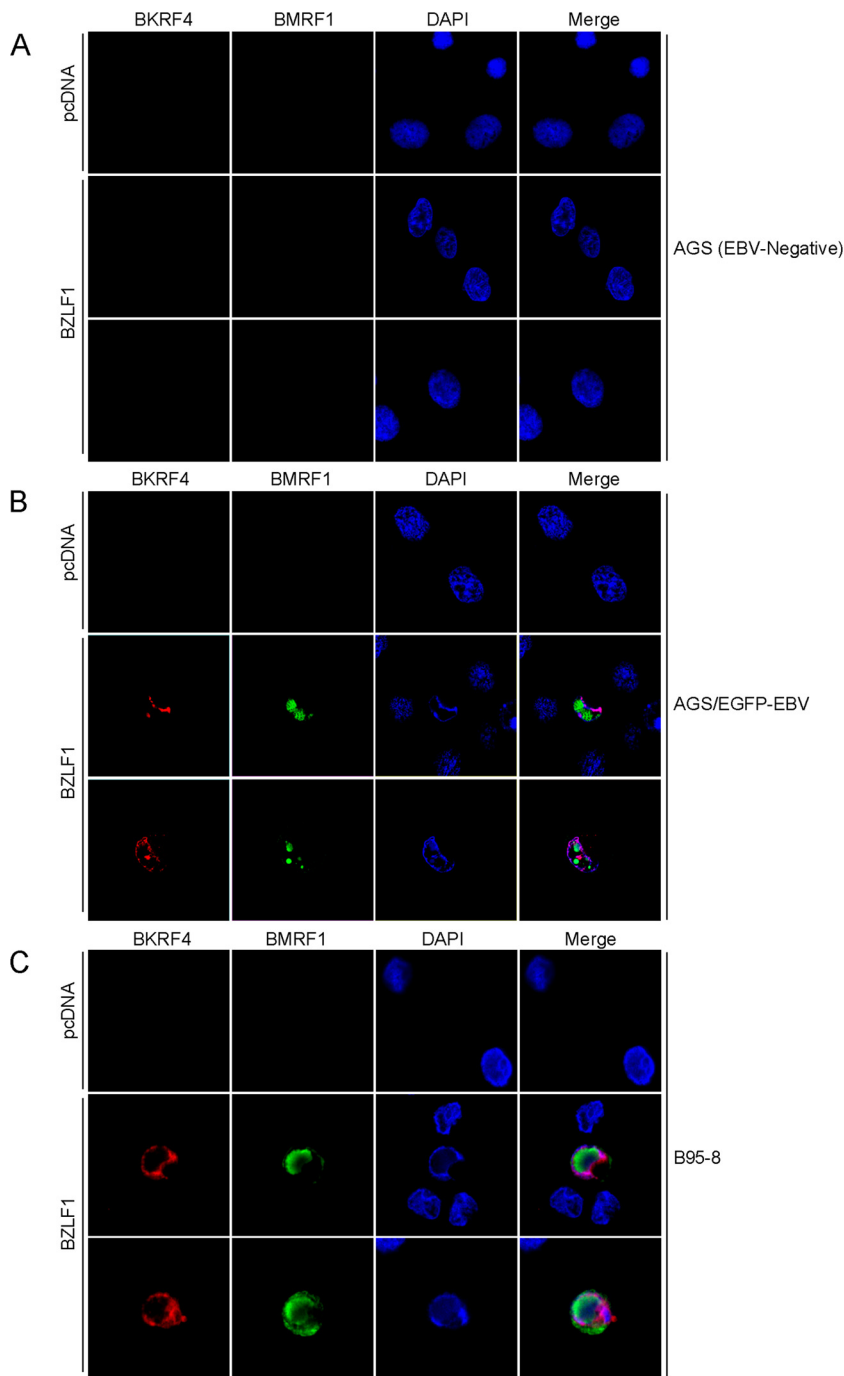 BKRF4 BMRF1 DAPI Merge
A
pcDNA
BZLF1
AGS (EBV-Negative)
BKRF4 BMRF1 DAPI Merge
B
pcDNA
BZLF1
AGS/EGFP-EBV
BKRF4 BMRF1 DAPI Merge
C
pcDNA
BZLF1
B95-8